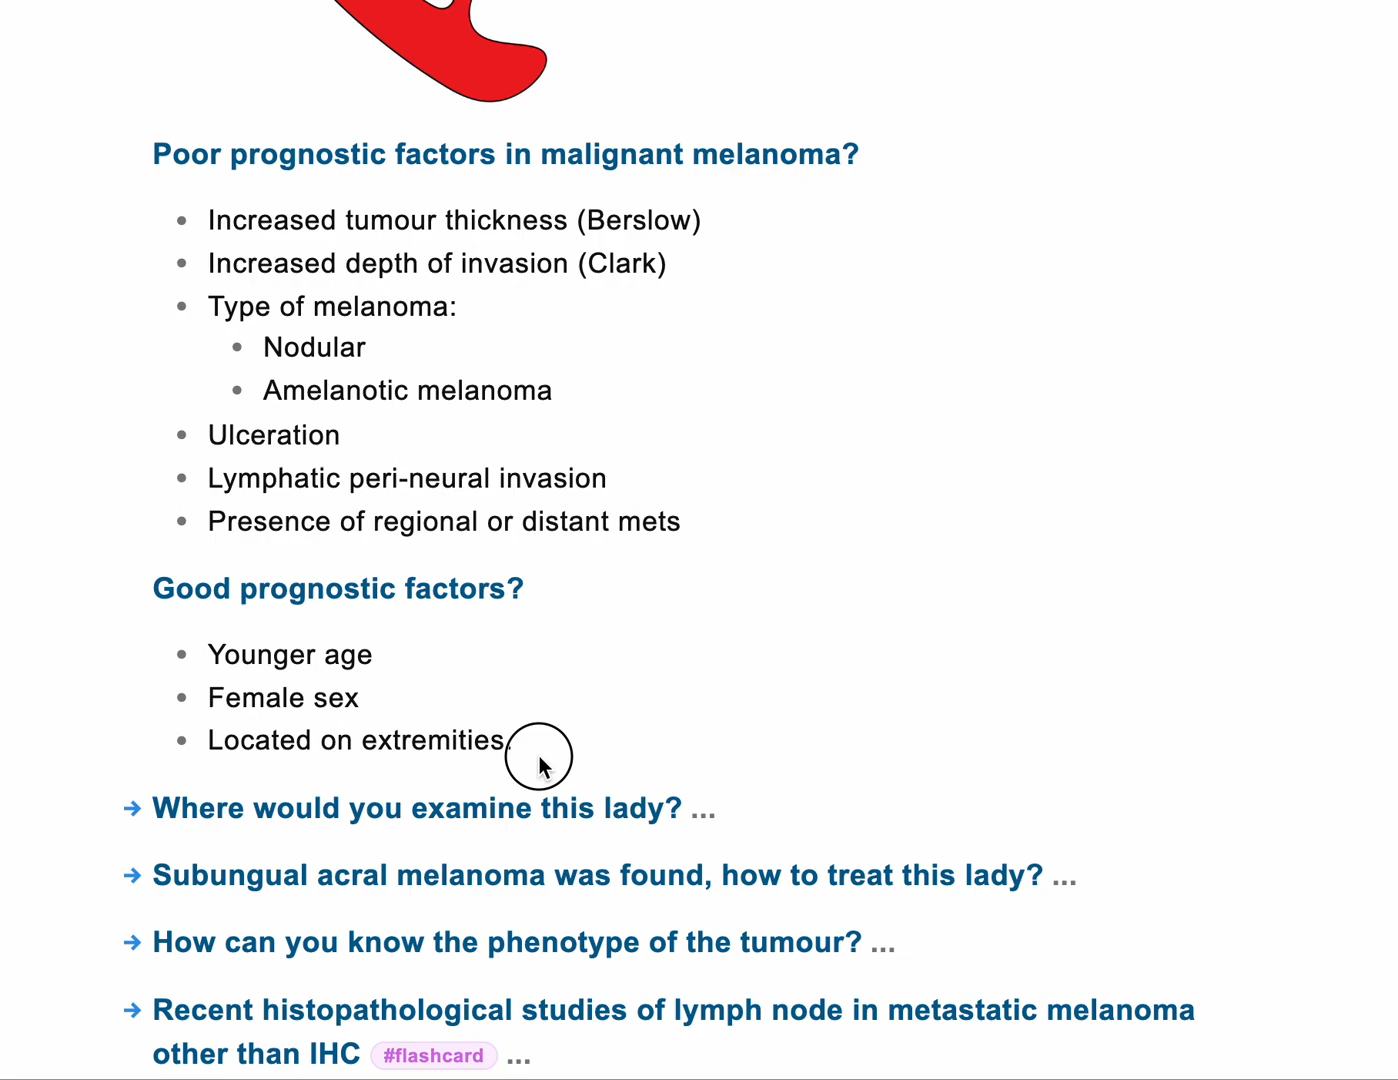 Poor prognostic factors in malignant melanoma?
• Increased tumour thickness (Berslow)
• Increased depth of invasion (Clark)
• Type of melanoma:
• Nodular
• Amelanotic melanoma
• Ulceration
• Lymphatic peri-neural invasion
• Presence of regional or distant mets
Good prognostic factors?
• Younger age
• Female sex
• Located on extremities.
→ Where would you examine this lady? ...
→ Subungual acral melanoma was found, how to treat this lady? ...
→ How can you know the phenotype of the tumour? ...
→ Recent histopathological studies of lymph node in metastatic melanoma
other than IHC #flashcard ...